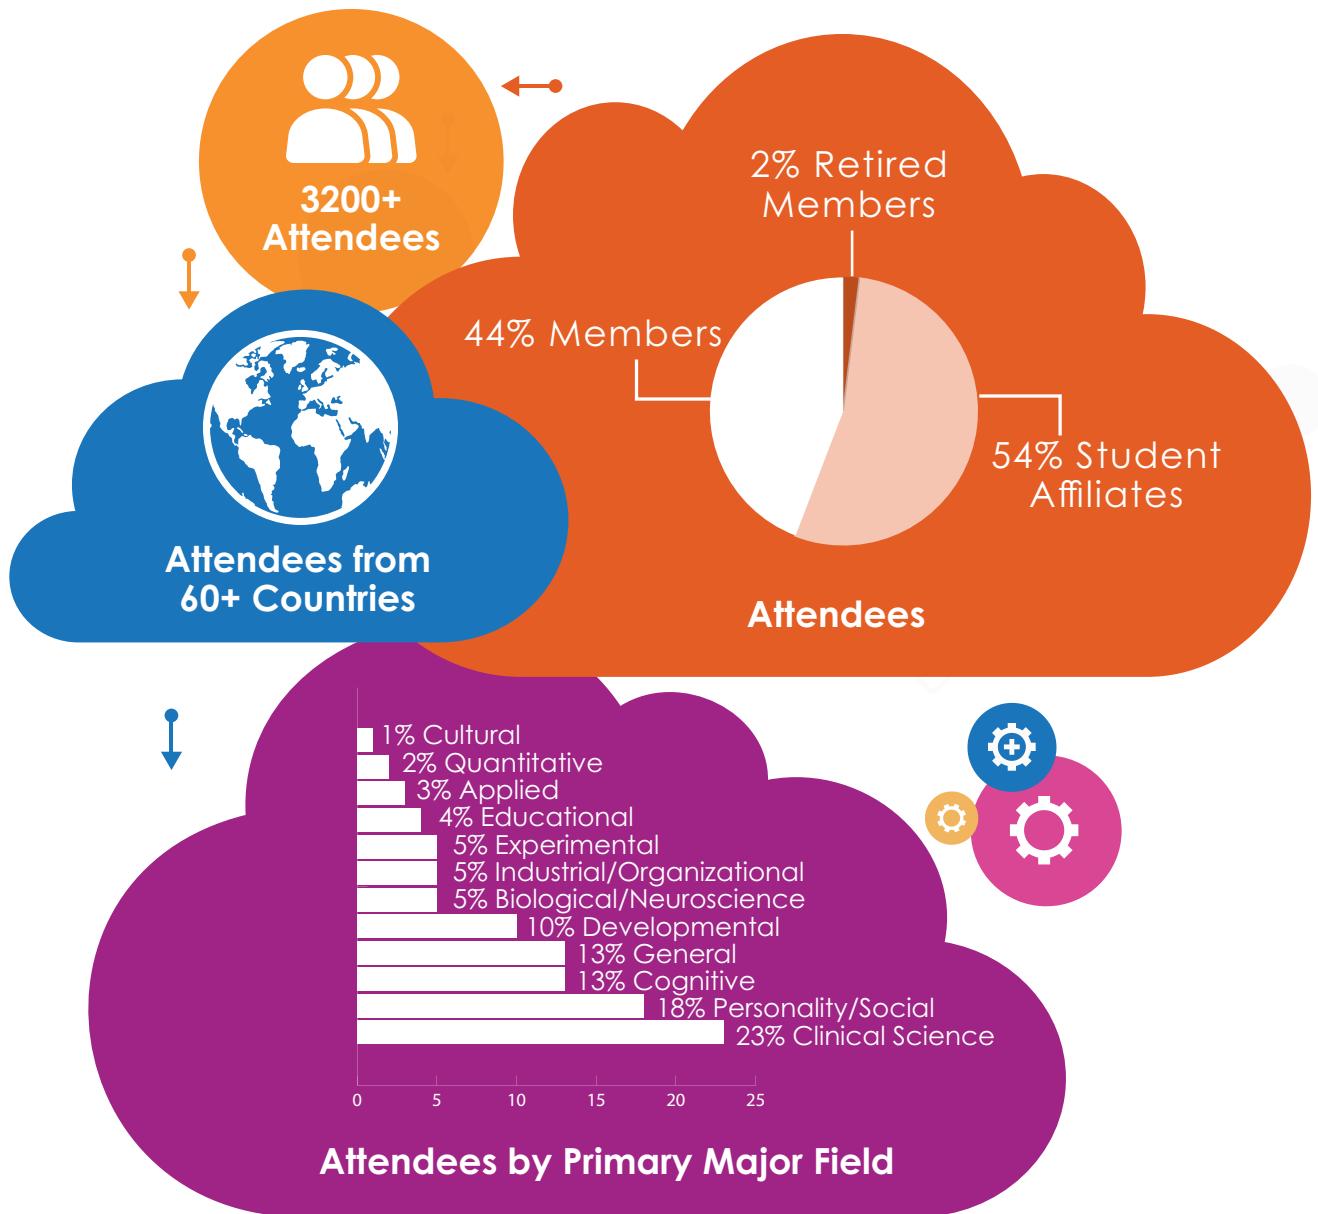 3200+
Attendees
2% Retired
Members
44% Members
54% Student
Affiliates
Attendees
Attendees from
60+ Countries
1% Cultural
2% Quantitative
3% Applied
4% Educational
5% Experimental
5% Industrial/Organizational
5% Biological/Neuroscience
10% Developmental
13% General
13% Cognitive
18% Personality/Social
23% Clinical Science
0 5 10 15 20 25
Attendees by Primary Major Field